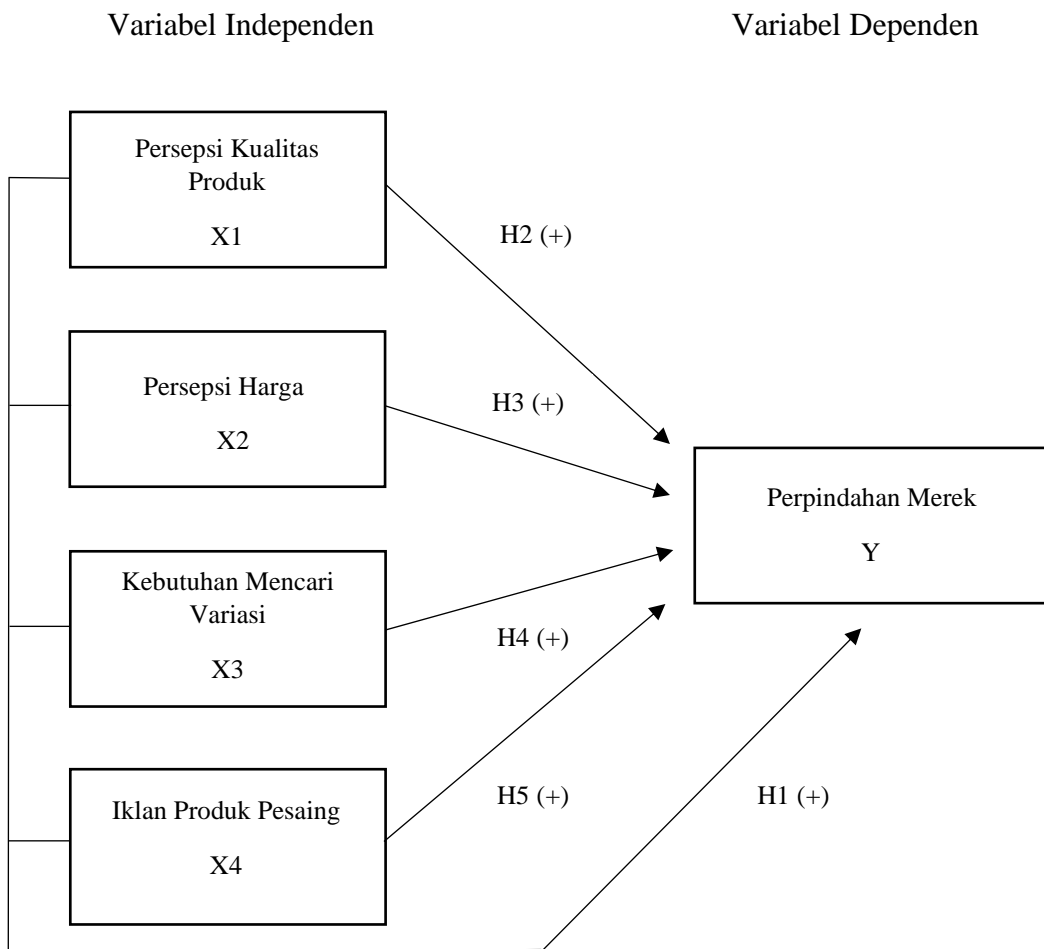 Variabel Independen
Variabel Dependen
Persepsi Kualitas
Produk
X1
H2 (+)
Persepsi Harga
X2
H3 (+)
Perpindahan Merek
Y
Kebutuhan Mencari
Variasi
X3
H4 (+)
Iklan Produk Pesaing
X4
H5 (+)
H1 (+)